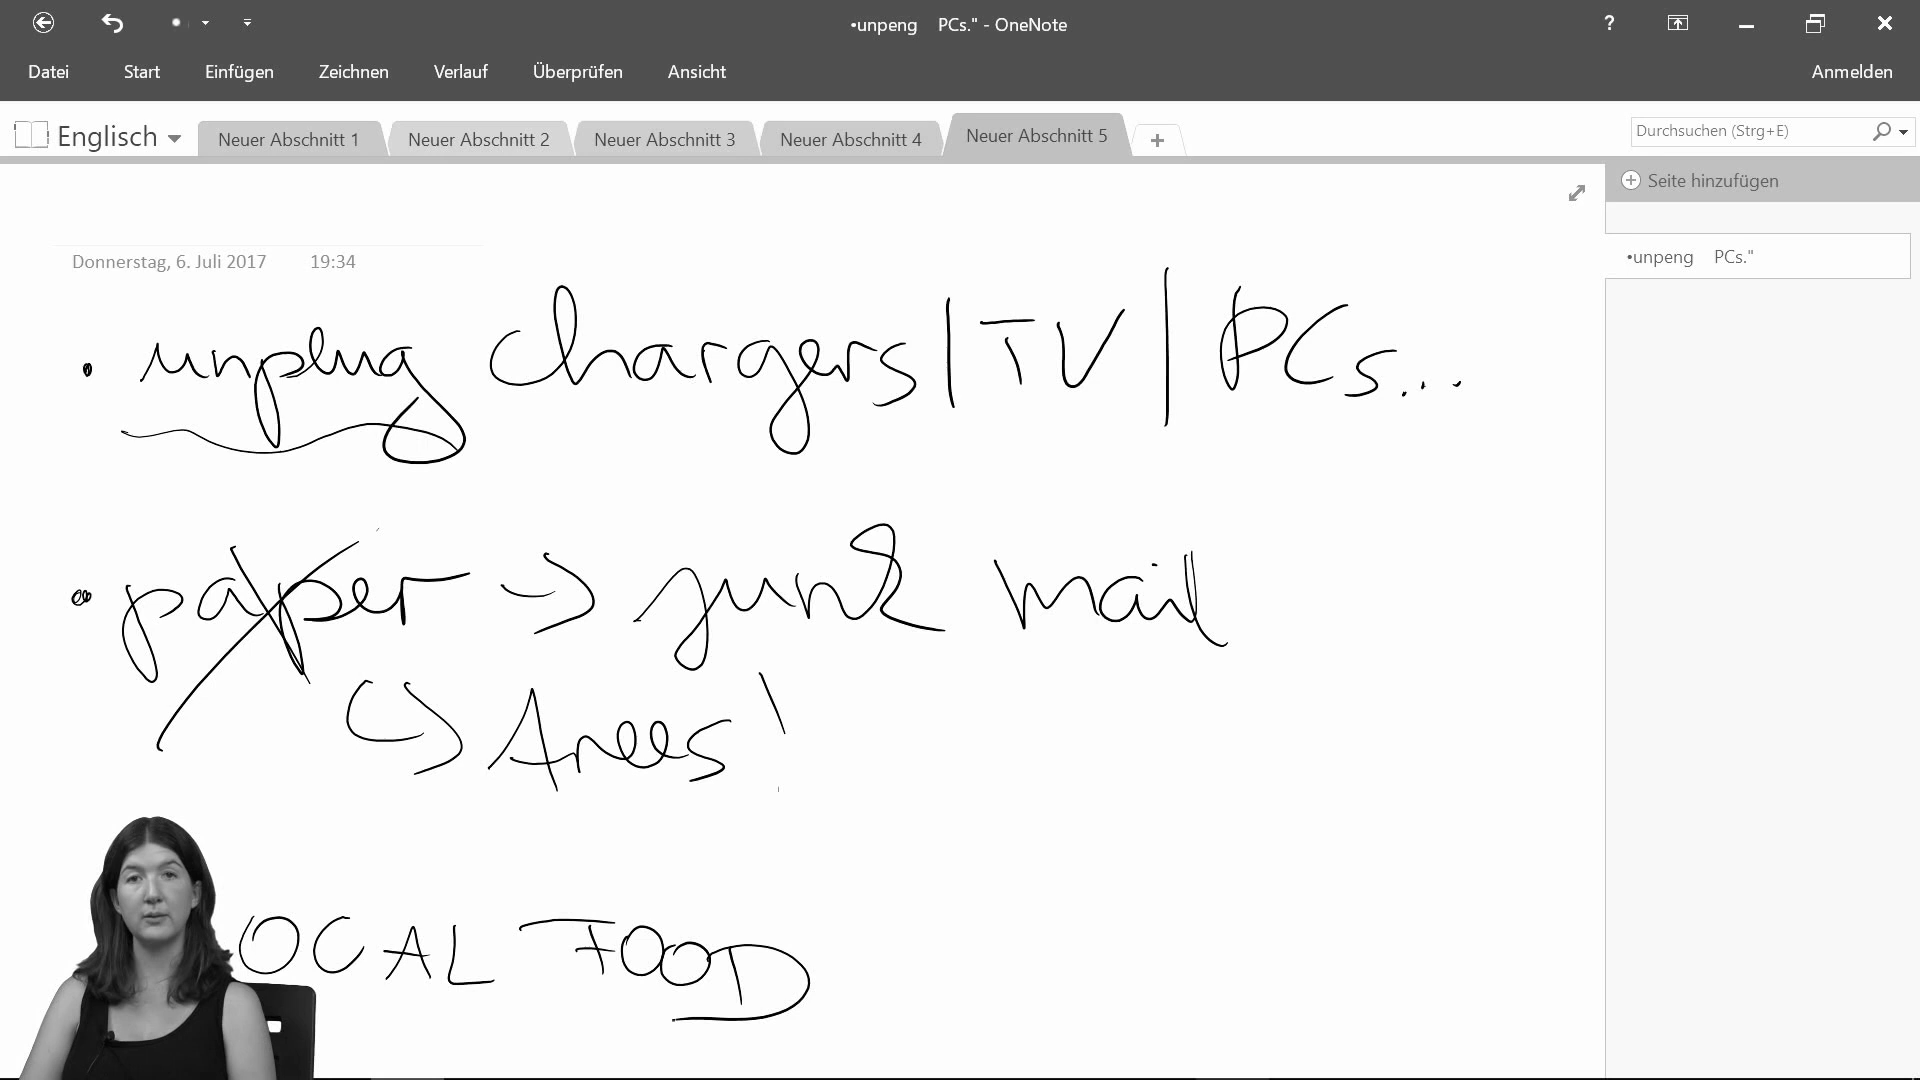 •unpeng PCs." - OneNote
?
Datei Start Einfügen Zeichnen Verlauf Überprüfen Ansicht Anmelden
Englisch Neuer Abschnitt 1 Neuer Abschnitt 2 Neuer Abschnitt 3 Neuer Abschnitt 4 Neuer Abschnitt 5 + Durchsuchen (Strg+E)
Seite hinzufügen
•unpeng PCs."
Donnerstag, 6. Juli 2017 19:34
• unplug chargers | TV | PCs...
• paper → junk mail
↳ trees!
OCAL FOOD